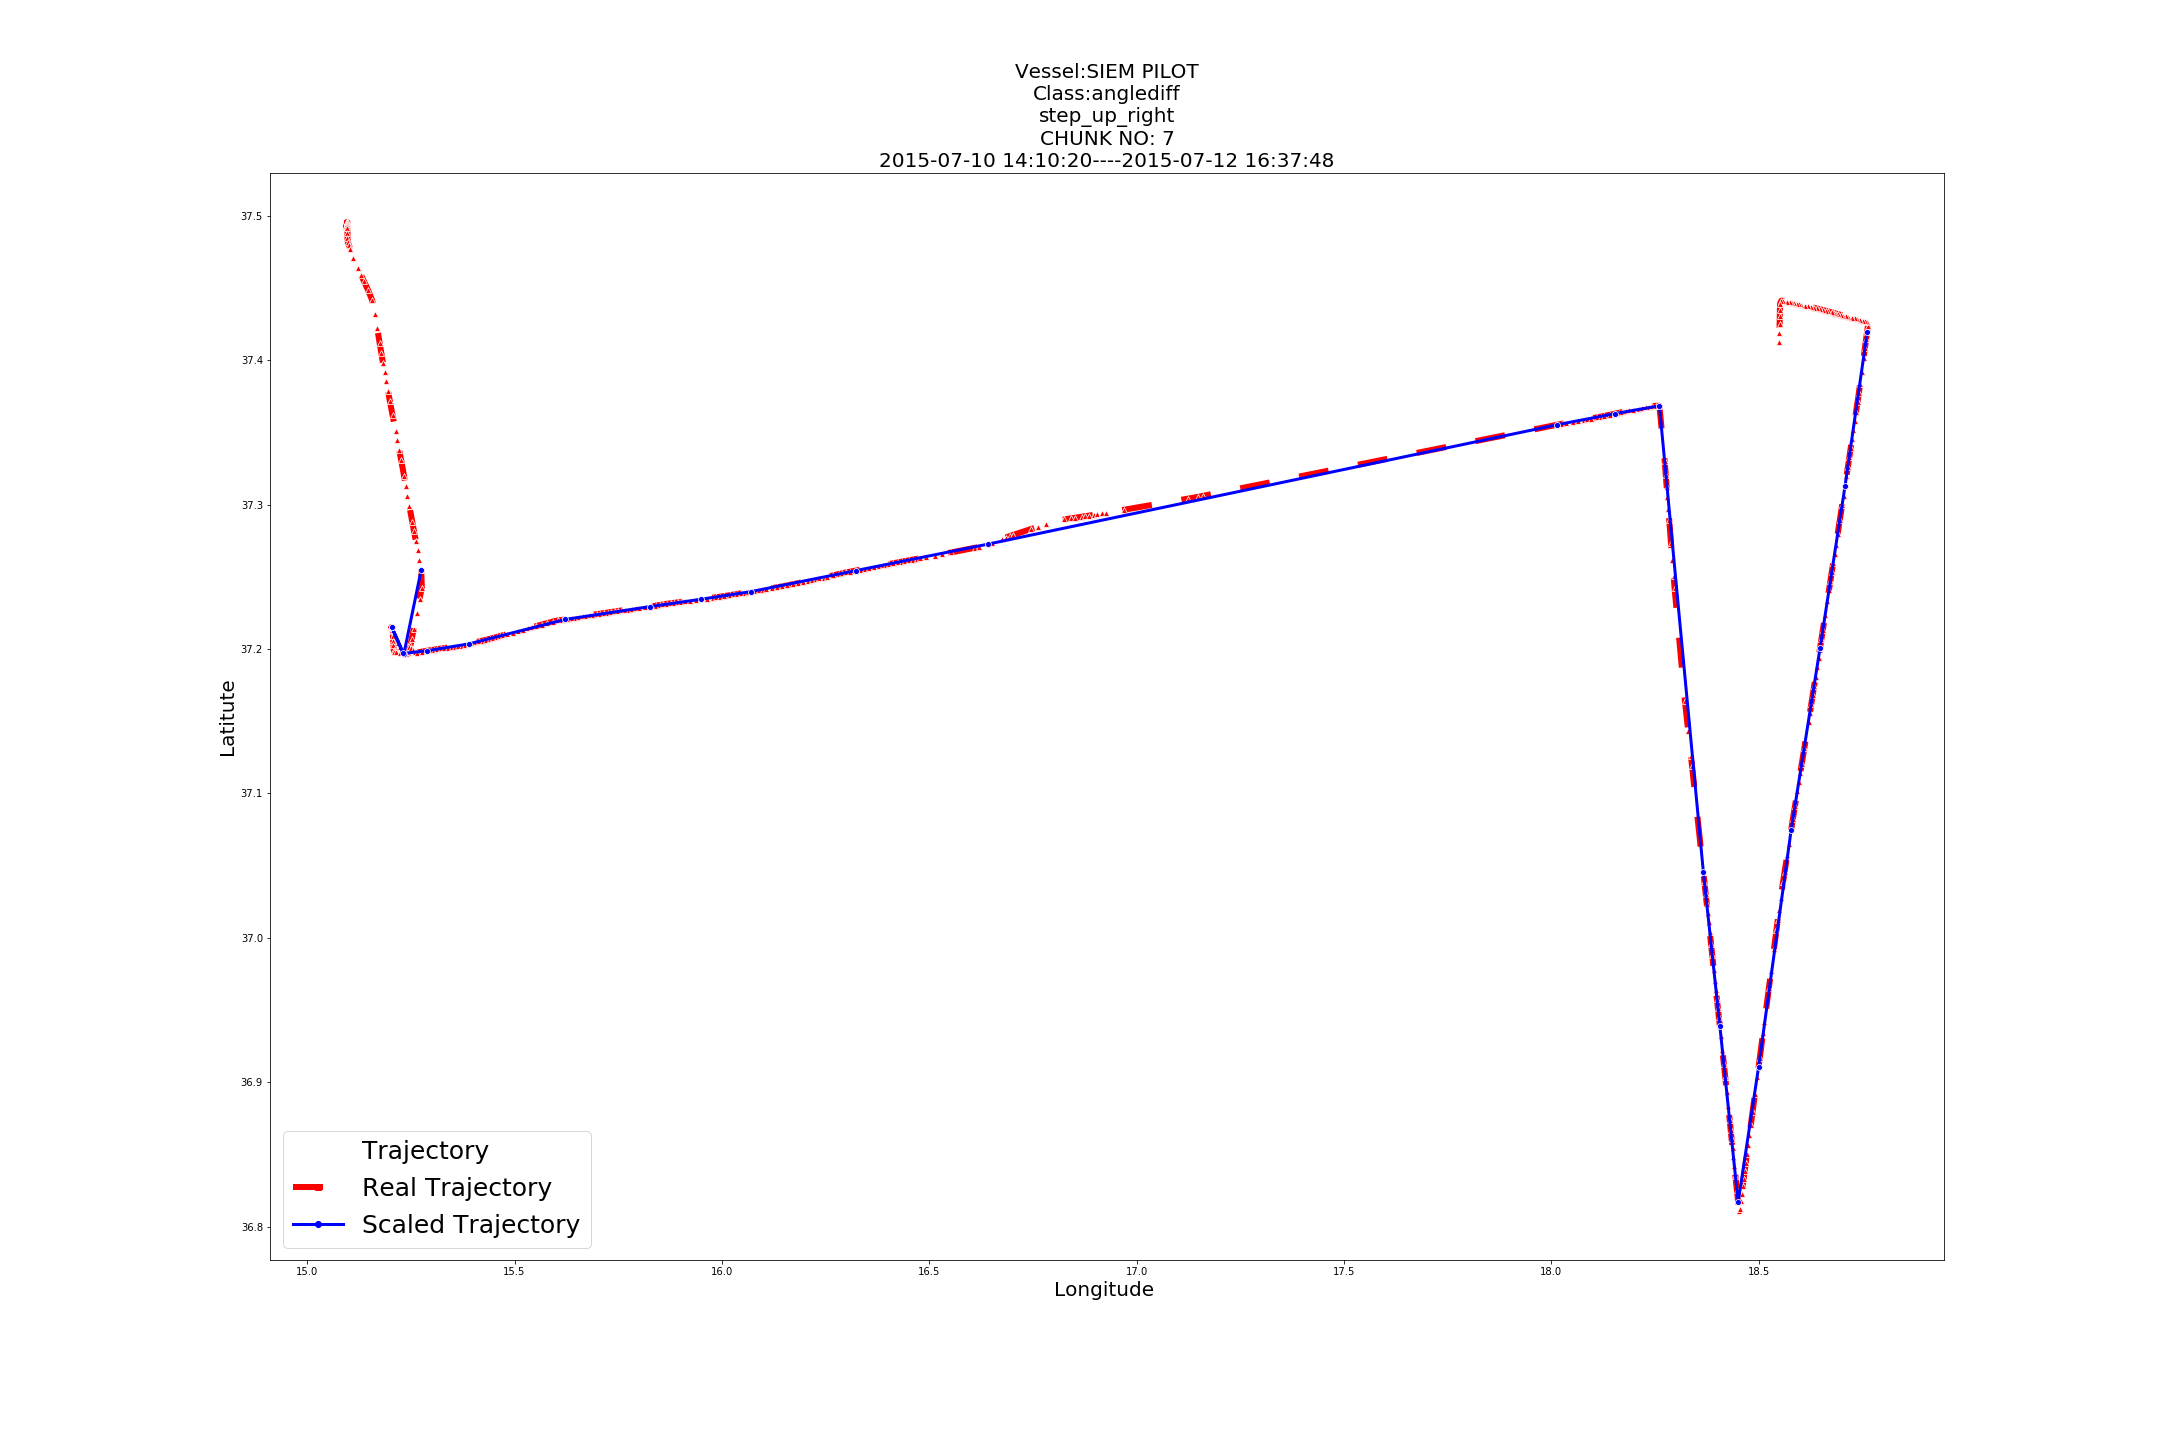 Vessel:SIEM PILOT
Class:anglediff
step_up_right
CHUNK NO: 7
2015-07-10 14:10:20----2015-07-12 16:37:48
37.5
37.4
37.3
37.2
37.1
37.0
36.9
36.8
Latitute
Trajectory
Real Trajectory
Scaled Trajectory
15.0 15.5 16.0 16.5 17.0 17.5 18.0 18.5
Longitude